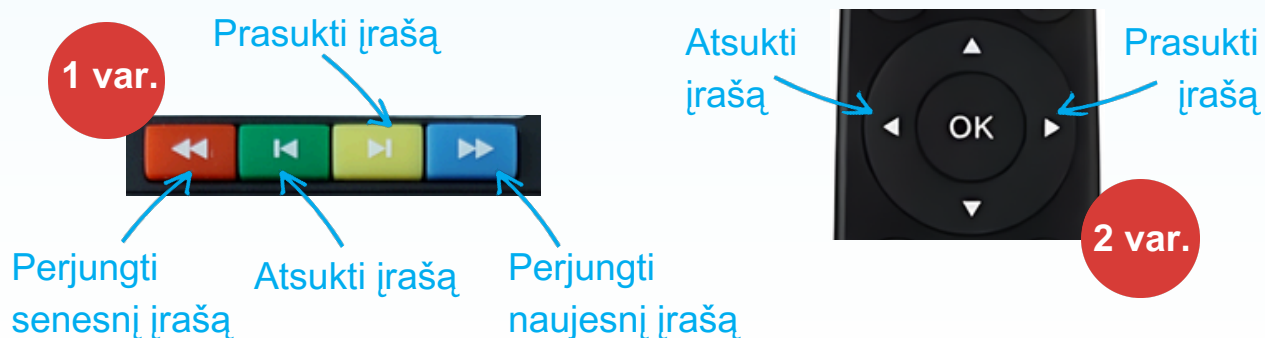 1 var.
Prasukti įrašą
Perjungti
senesnį įrašą
Atsukti įrašą
Perjungti
naujesnį įrašą
Atsukti
įrašą
OK
Prasukti
įrašą
2 var.